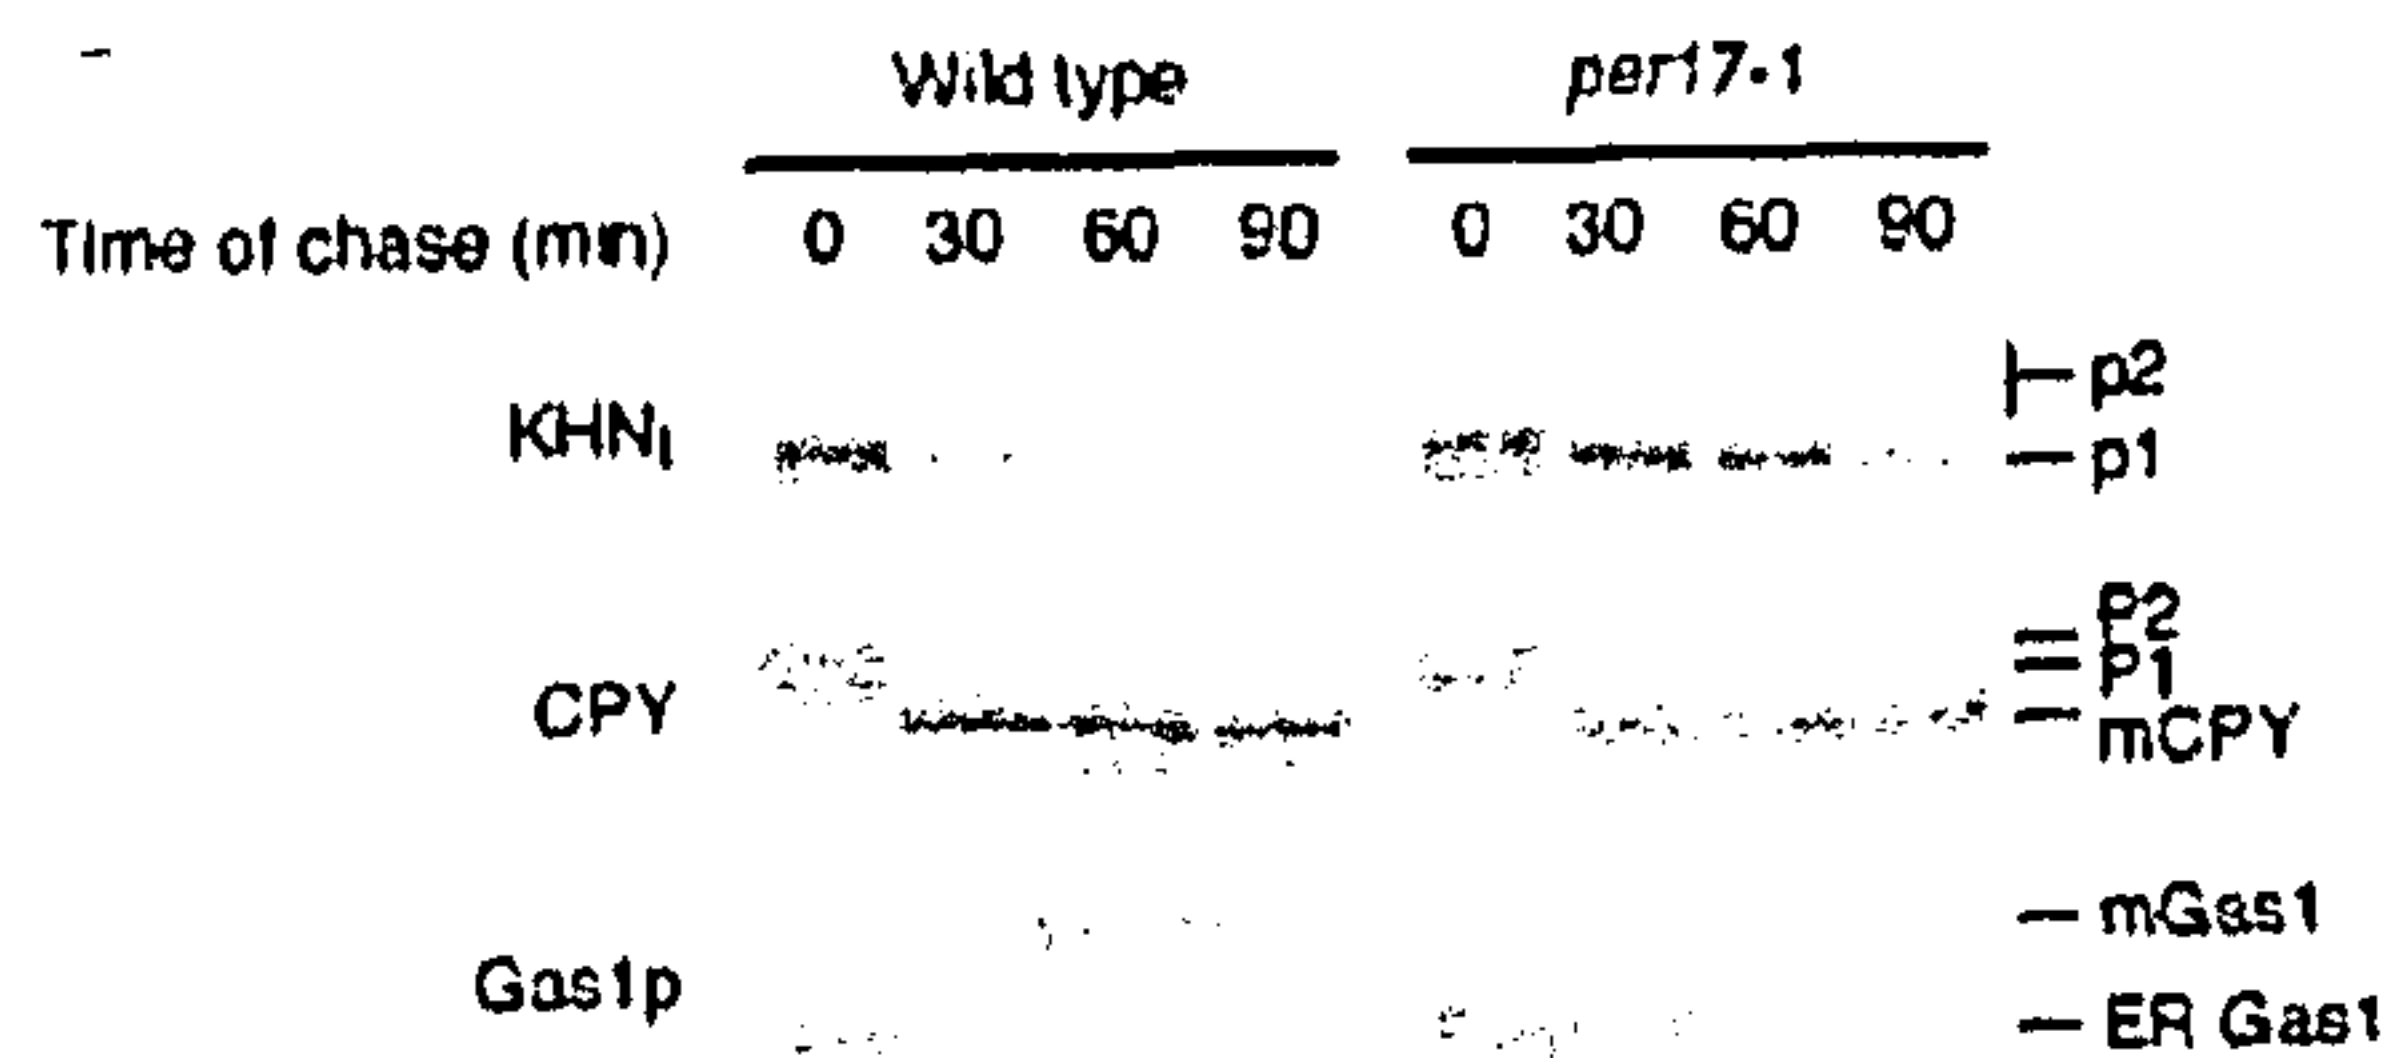 Wild type per17-1
Time of chase (min) 0 30 60 90 0 30 60 90
p2
KHNI
p1
P2
P1
CPY
mCPY
mGas1
Gas1p
ER Gas1